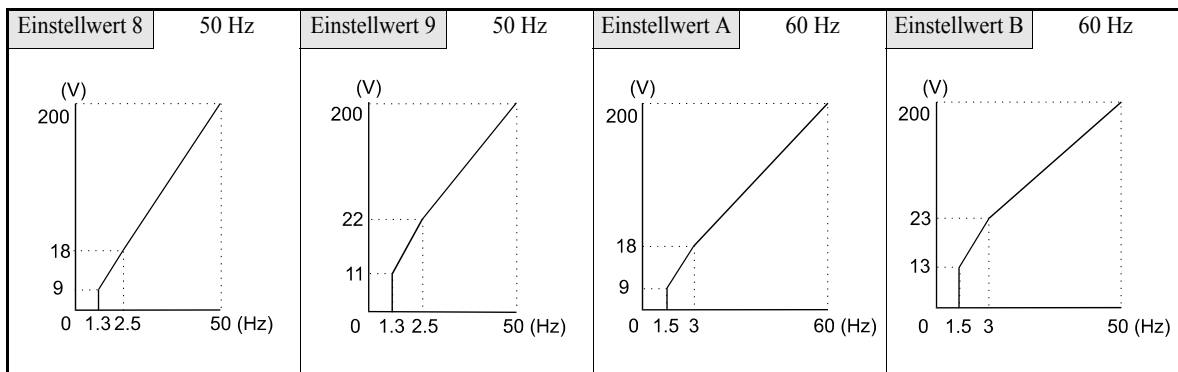 Einstellwert 8 50 Hz
(V)
200
18
9
0 1.3 2.5 50 (Hz)
Einstellwert 9 50 Hz
(V)
200
22
11
0 1.3 2.5 50 (Hz)
Einstellwert A 60 Hz
(V)
200
18
9
0 1.5 3 60 (Hz)
Einstellwert B 60 Hz
(V)
200
23
13
0 1.5 3 50 (Hz)